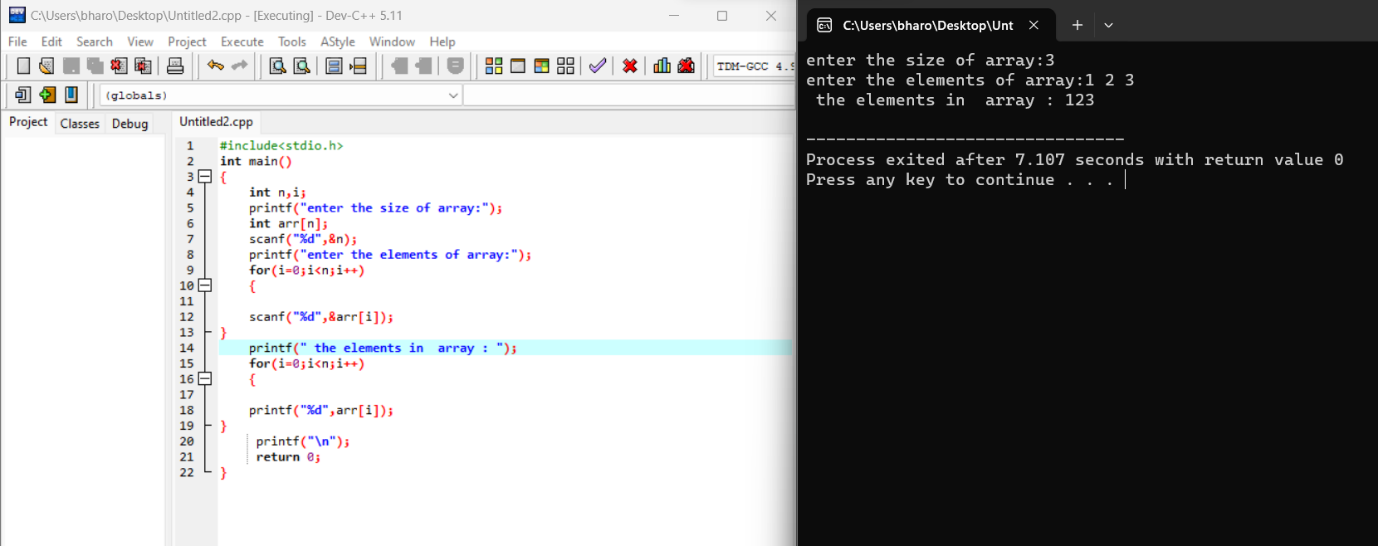 C:\Users\bharo\Desktop\Untitled2.cpp - [Executing] - Dev-C++ 5.11
File Edit Search View Project Execute Tools AStyle Window Help
TDM-GCC 4.9
(globals)
Project Classes Debug
Untitled2.cpp
1 #include<stdio.h>
2 int main()
3 {
4 int n,i;
5 printf("enter the size of array:");
6 int arr[n];
7 scanf("%d",&n);
8 printf("enter the elements of array:");
9 for(i=0;i<n;i++)
10 {
11
12 scanf("%d",&arr[i]);
13 }
14 printf(" the elements in  array : ");
15 for(i=0;i<n;i++)
16 {
17
18 printf("%d",arr[i]);
19 }
20 printf("\n");
21 return 0;
22 }
C:\Users\bharo\Desktop\Unt
enter the size of array:3
enter the elements of array:1 2 3
 the elements in  array : 123
--------------------------------
Process exited after 7.107 seconds with return value 0
Press any key to continue . . .